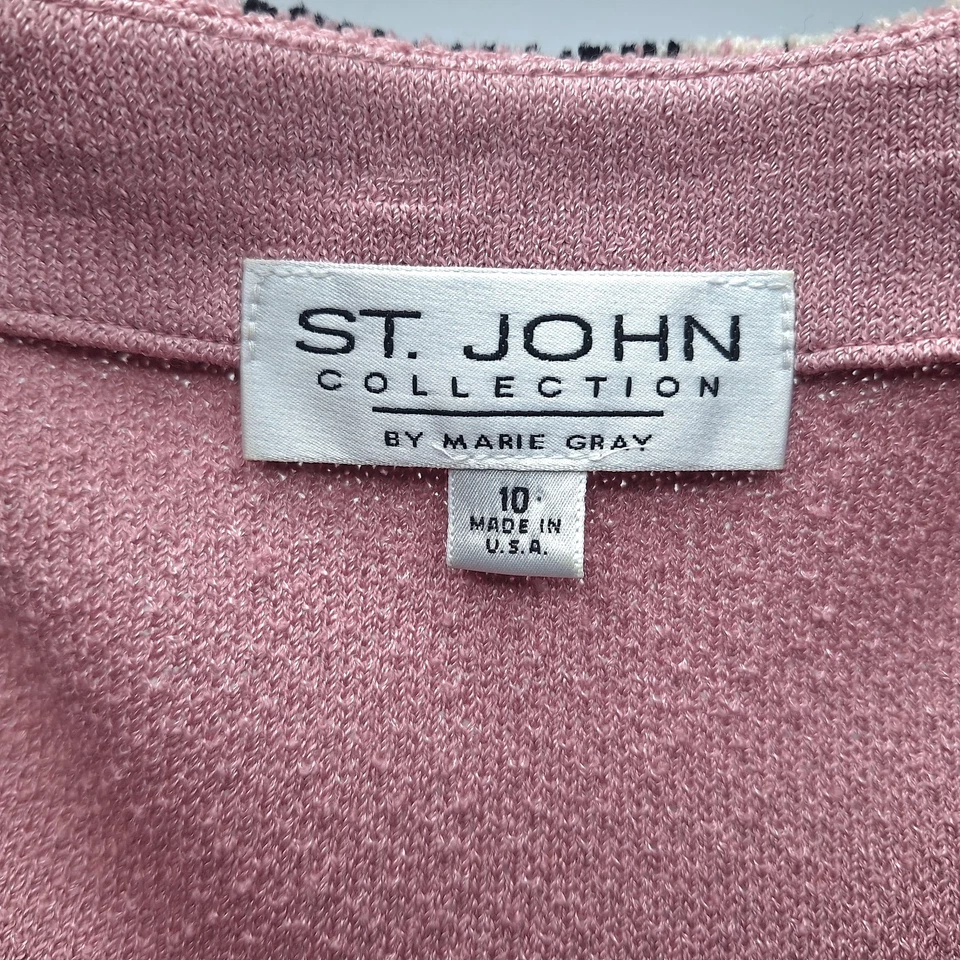 ST. JOHN
COLLECTION
BY MARIE GRAY
10
MADE IN
U.S.A.